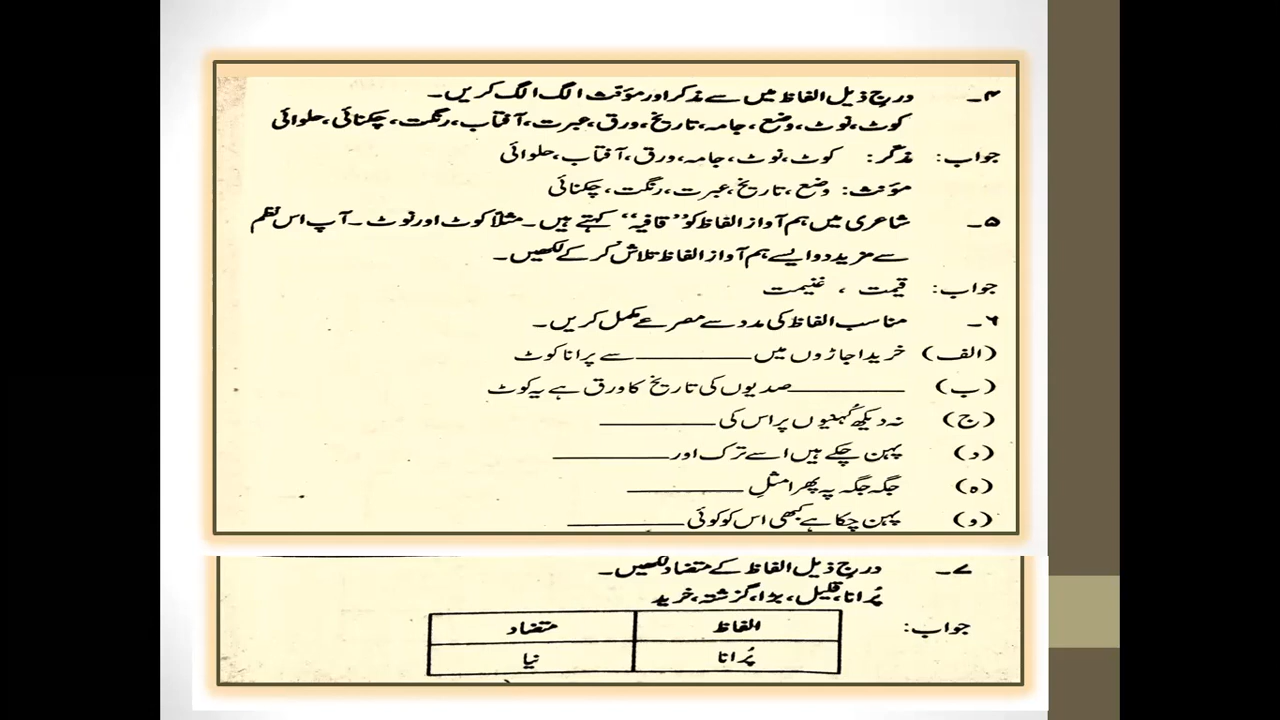 ۴۔ درج ذیل الفاظ میں سے مذکر اور مؤنث الگ الگ کریں۔
کوٹ، نوٹ، وضع، جامہ، تاریخ، ورق، عبرت، آفتاب، رنگت، چکنائی، حلوائی
جواب: مذکّر: کوٹ، نوٹ، جامہ، ورق، آفتاب، حلوائی
مؤنث: وضع، تاریخ، عبرت، رنگت، چکنائی
۵۔ شاعری میں ہم آواز الفاظ کو ”قافیہ“ کہتے ہیں۔ مثلاً کوٹ اور نوٹ۔ آپ اس نظم
سے مزید دو ایسے ہم آواز الفاظ تلاش کر کے لکھیں۔
جواب: قیمت ، غنیمت
۶۔ مناسب الفاظ کی مدد سے مصرعے مکمل کریں۔
(الف) خریدا جاڑوں میں ________ سے پرانا کوٹ
(ب) ________ صدیوں کی تاریخ کا ورق ہے یہ کوٹ
(ج) نہ دیکھ کُہنیوں پر اس کی ________
(د) پہن چکے ہیں اسے ترک اور ________
(ہ) جگہ جگہ پہ پھرا مثلِ ________
(و) پہن چکا ہے کبھی اس کو کوئی ________
۷۔ درج ذیل الفاظ کے متضاد لکھیں۔
پُرانا، قلیل، بڑا، گزشتہ، خرید
جواب: الفاظ متضاد
پُرانا نیا